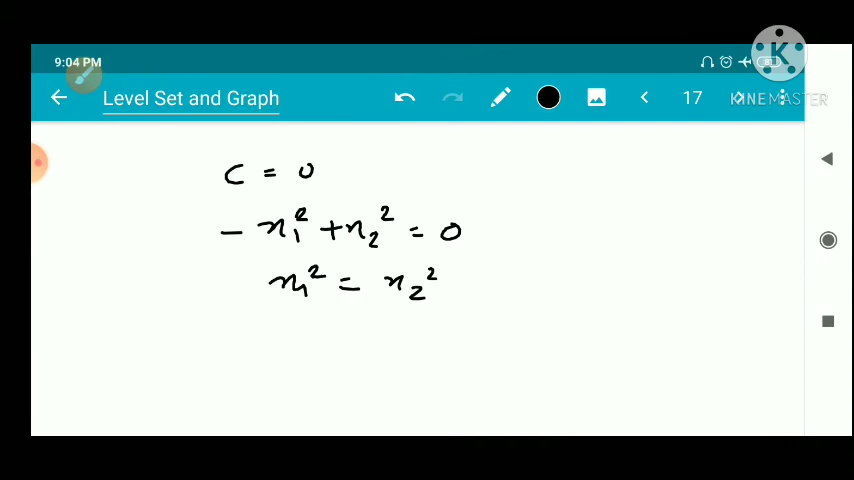 9:04 PM
KINEMASTER
Level Set and Graph
17
c = 0
- x₁² + x₂² = 0
x₁² = x₂²